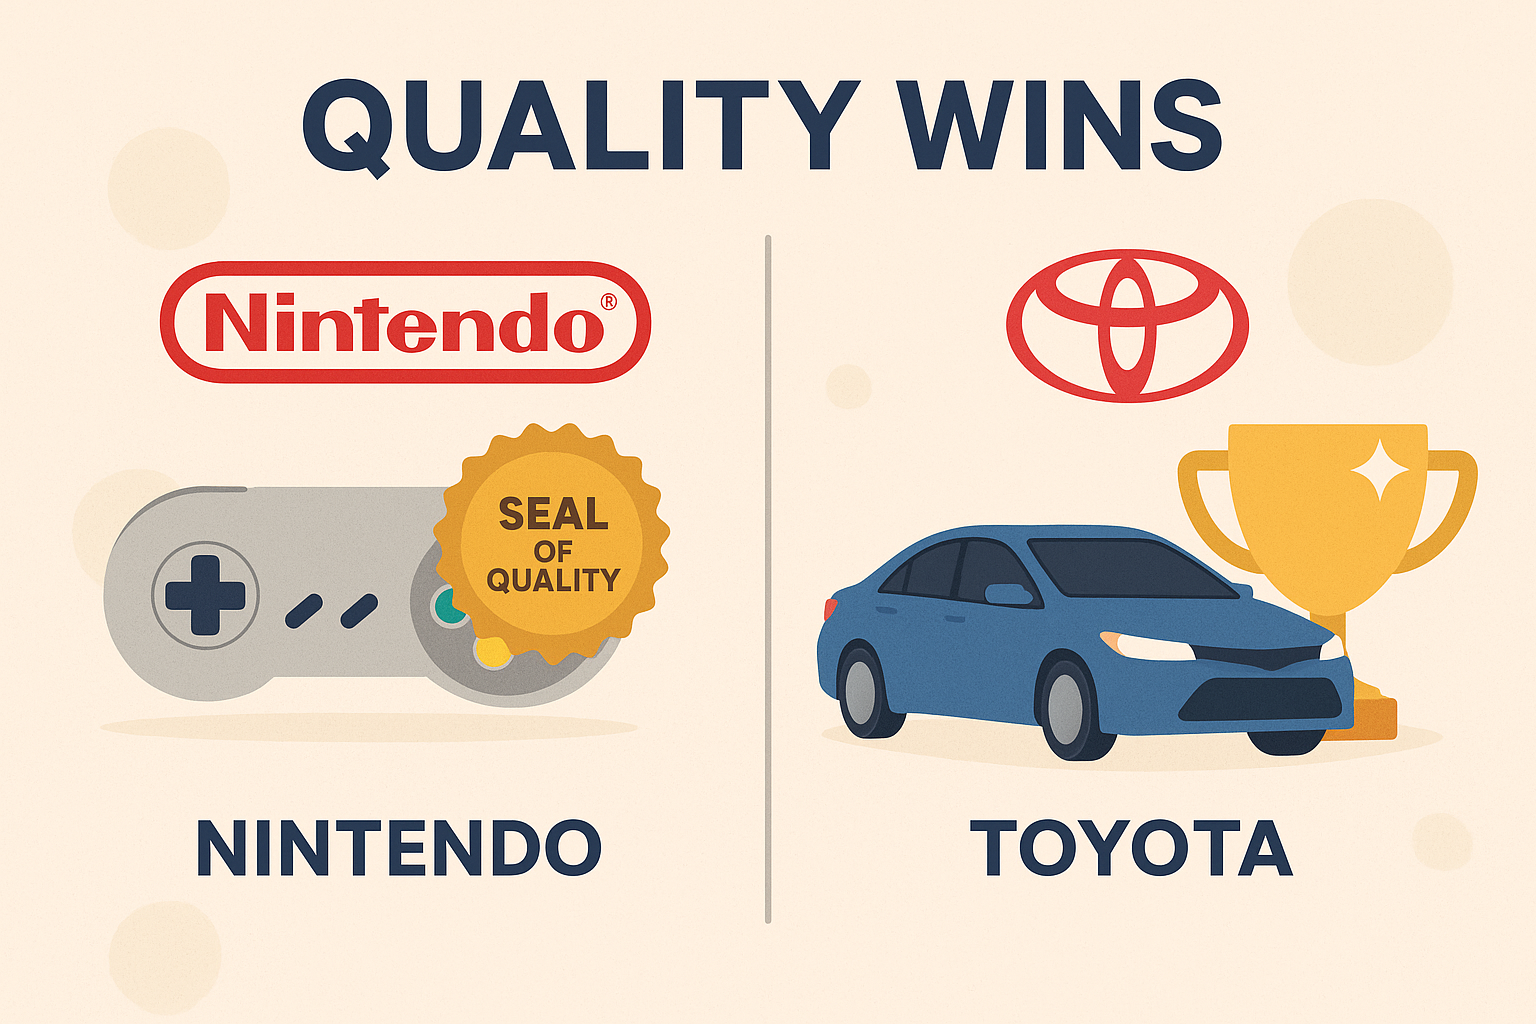 QUALITY WINS
Nintendo®
SEAL
OF
QUALITY
NINTENDO
TOYOTA